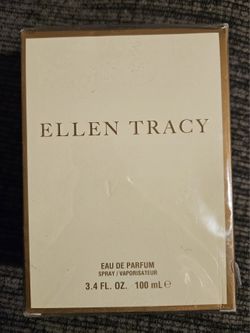 ELLEN TRACY
EAU DE PARFUM
SPRAY / VAPORISATEUR
3.4 FL. OZ. 100 mL ℮